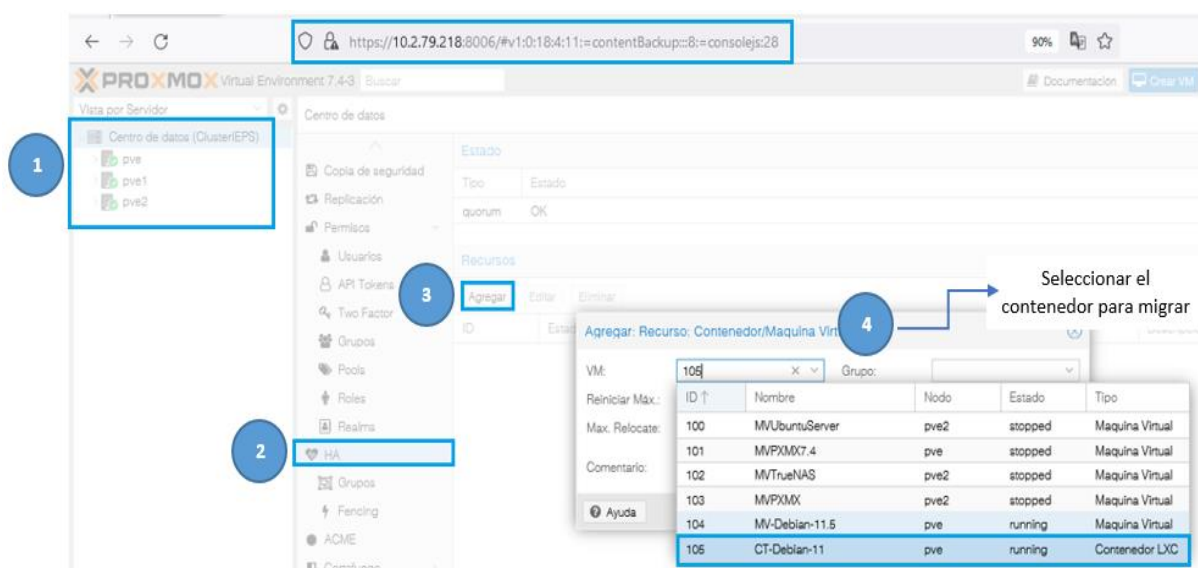 https://10.2.79.218:8006/#v1:0:18:4:11:=contentBackup:::8:=consolejs:28
90%
PROXMOX Virtual Environment 7.4-3 Buscar
Documentación Crear VM
Vista por Servidor
Centro de datos
Centro de datos (ClusterIEPS)
pve
pve1
pve2
1
Copia de seguridad
Replicación
Permisos
Usuarios
API Tokens
Two Factor
Grupos
Pools
Roles
Realms
2
HA
Grupos
Fencing
ACME
Cortafuego
Estado
Tipo Estado
quorum OK
Recursos
3
Agregar Editar Eliminar
ID Estad
4
Seleccionar el
contenedor para migrar
Agregar: Recurso: Contenedor/Maquina Virt
VM: 105 Grupo:
Reiniciar Máx.:
Max. Relocate:
Comentario:
Ayuda
ID Nombre Nodo Estado Tipo
100 MVUbuntuServer pve2 stopped Maquina Virtual
101 MVPXMX7.4 pve stopped Maquina Virtual
102 MVTrueNAS pve2 stopped Maquina Virtual
103 MVPXMX pve2 stopped Maquina Virtual
104 MV-Debian-11.5 pve running Maquina Virtual
105 CT-Debian-11 pve running Contenedor LXC